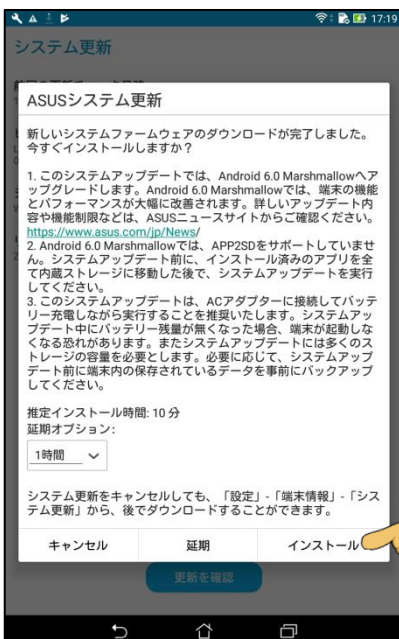 17:19
システム更新
ASUSシステム更新
新しいシステムファームウェアのダウンロードが完了しました。
今すぐインストールしますか？
1. このシステムアップデートでは、Android 6.0 Marshmallowへア
ップグレードします。Android 6.0 Marshmallowでは、端末の機能
とパフォーマンスが大幅に改善されます。詳しいアップデート内
容や機能制限などは、ASUSニュースサイトからご確認ください。
https://www.asus.com/jp/News/
2. Android 6.0 Marshmallowでは、APP2SDをサポートしていませ
ん。システムアップデート前に、インストール済みのアプリを全
て内蔵ストレージに移動した後で、システムアップデートを実行
してください。
3. このシステムアップデートは、ACアダプターに接続してバッテ
リー充電しながら実行することを推奨いたします。システムアッ
プデート中にバッテリー残量が無くなった場合、端末が起動しな
くなる恐れがあります。またシステムアップデートには多くのス
トレージの容量を必要とします。必要に応じて、システムアップ
デート前に端末内の保存されているデータを事前にバックアップ
してください。
推定インストール時間: 10 分
延期オプション:
1時間
システム更新をキャンセルしても、「設定」-「端末情報」-「シス
テム更新」から、後でダウンロードすることができます。
キャンセル 延期 インストール
更新を確認